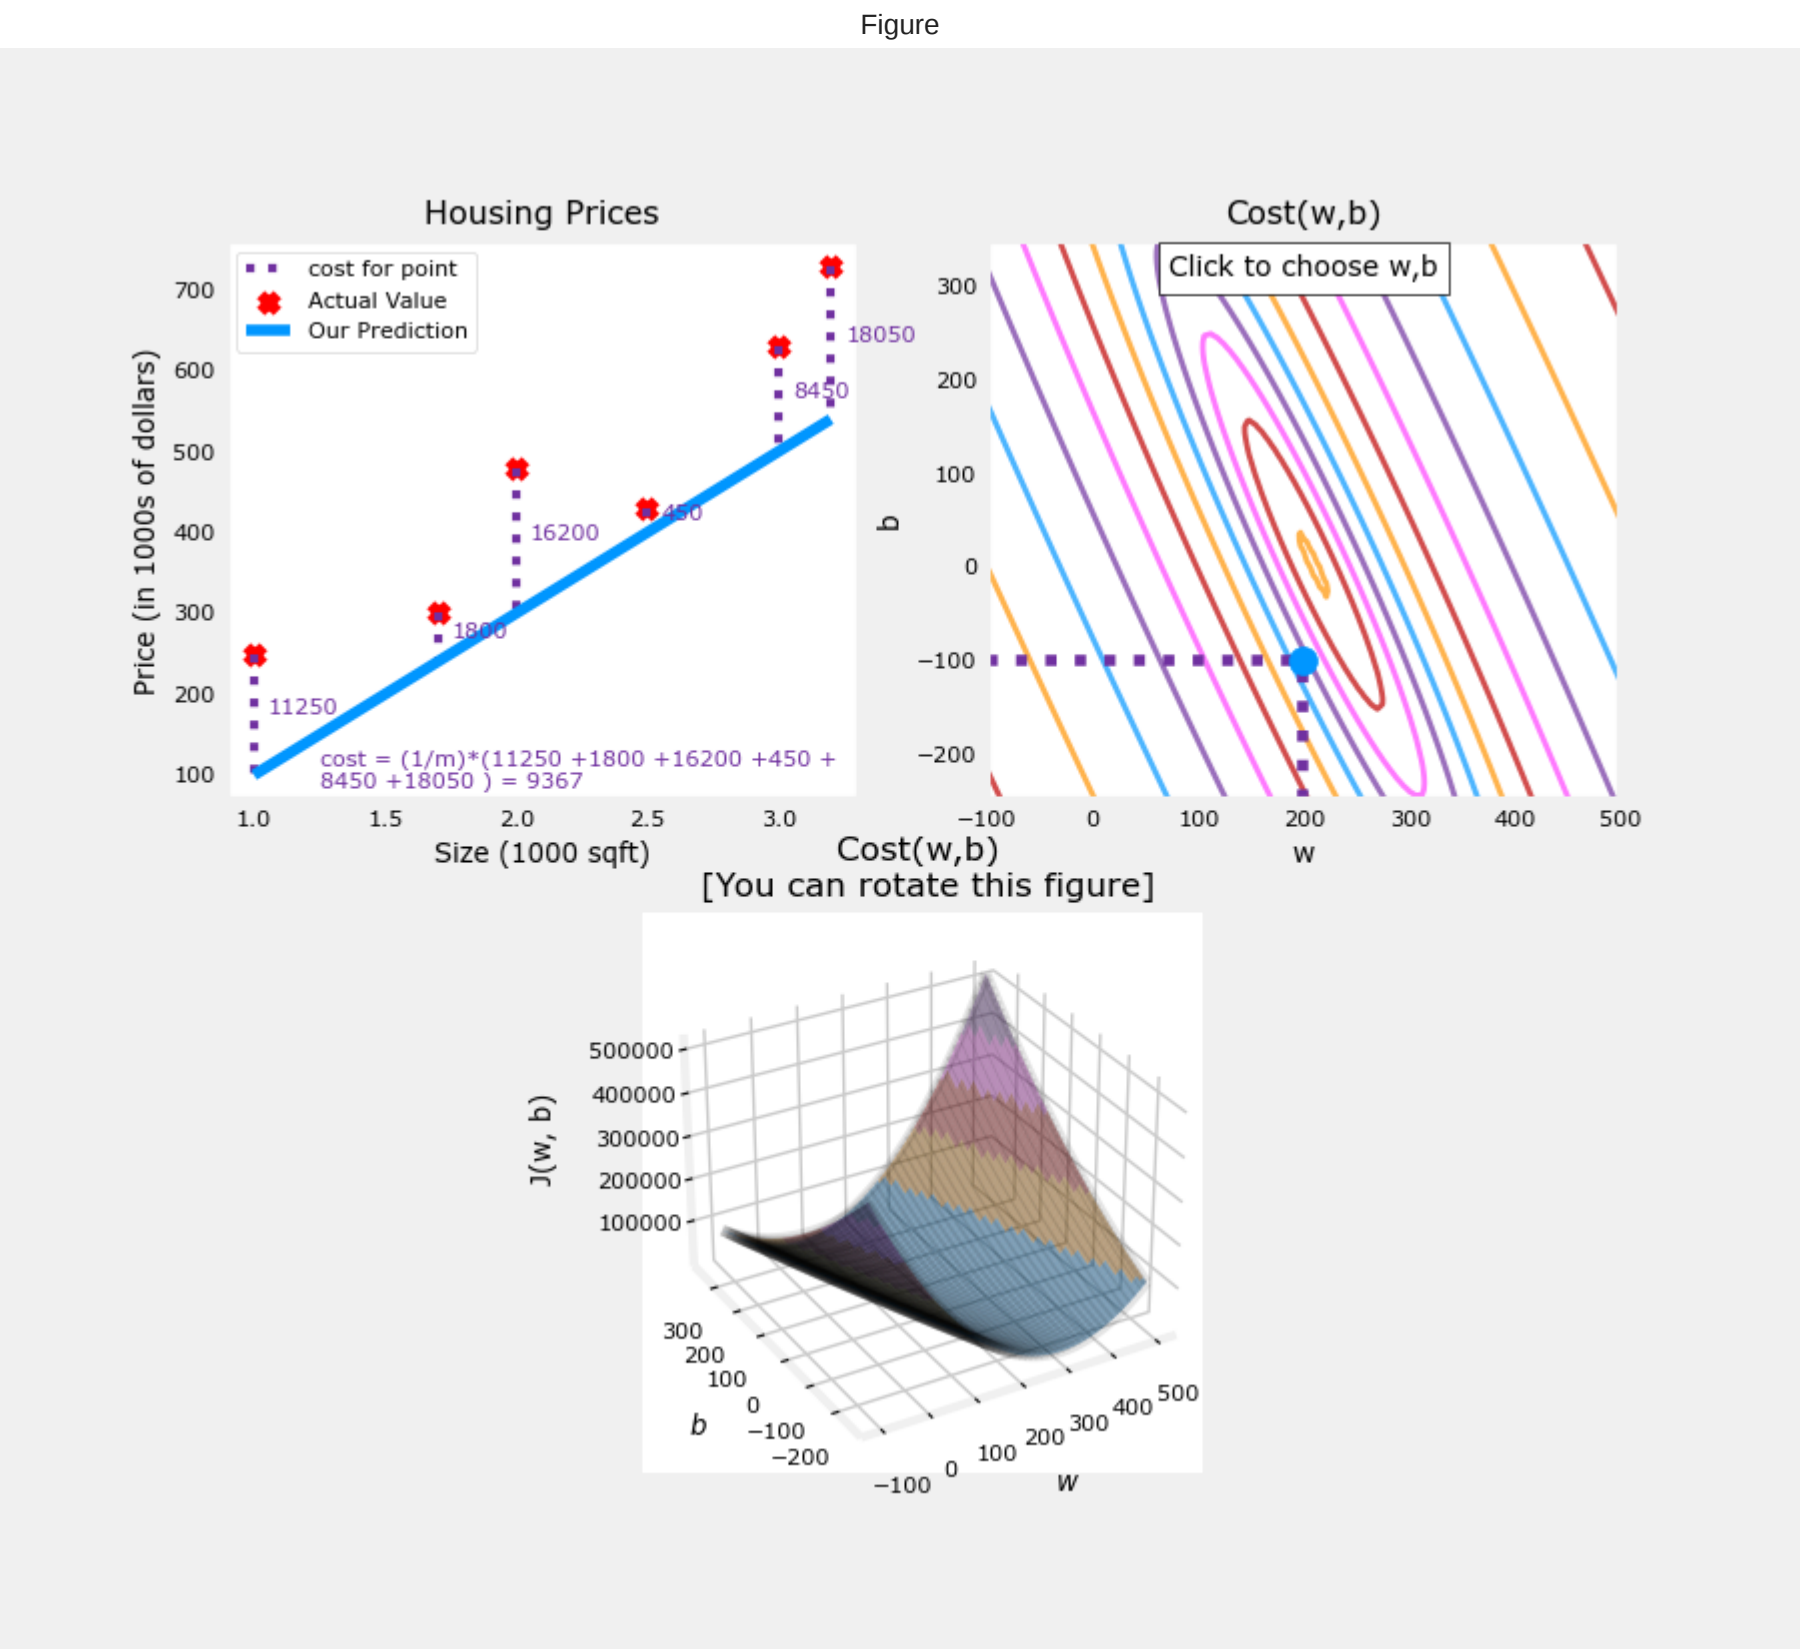 Figure
Housing Prices
cost for point
Actual Value
Our Prediction
700
600
500
400
300
200
100
Price (in 1000s of dollars)
11250
1800
16200
450
8450
18050
cost = (1/m)*(11250 +1800 +16200 +450 +
8450 +18050 ) = 9367
1.0 1.5 2.0 2.5 3.0
Size (1000 sqft)
Cost(w,b)
Click to choose w,b
300
200
100
0
−100
−200
b
−100 0 100 200 300 400 500
w
Cost(w,b)
[You can rotate this figure]
500000
400000
300000
200000
100000
J(w, b)
300
200
100
0
−100
−200
b
−100 0 100 200 300 400 500
w